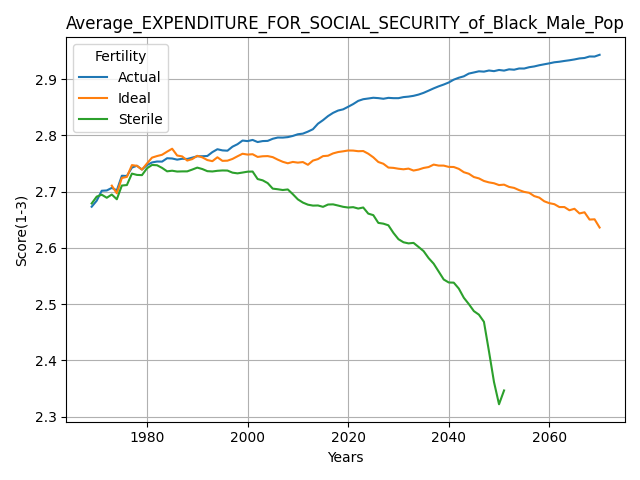 Average_EXPENDITURE_FOR_SOCIAL_SECURITY_of_Black_Male_Pop
Fertility
Actual
Ideal
Sterile
Score(1-3)
2.9
2.8
2.7
2.6
2.5
2.4
2.3
1980 2000 2020 2040 2060
Years